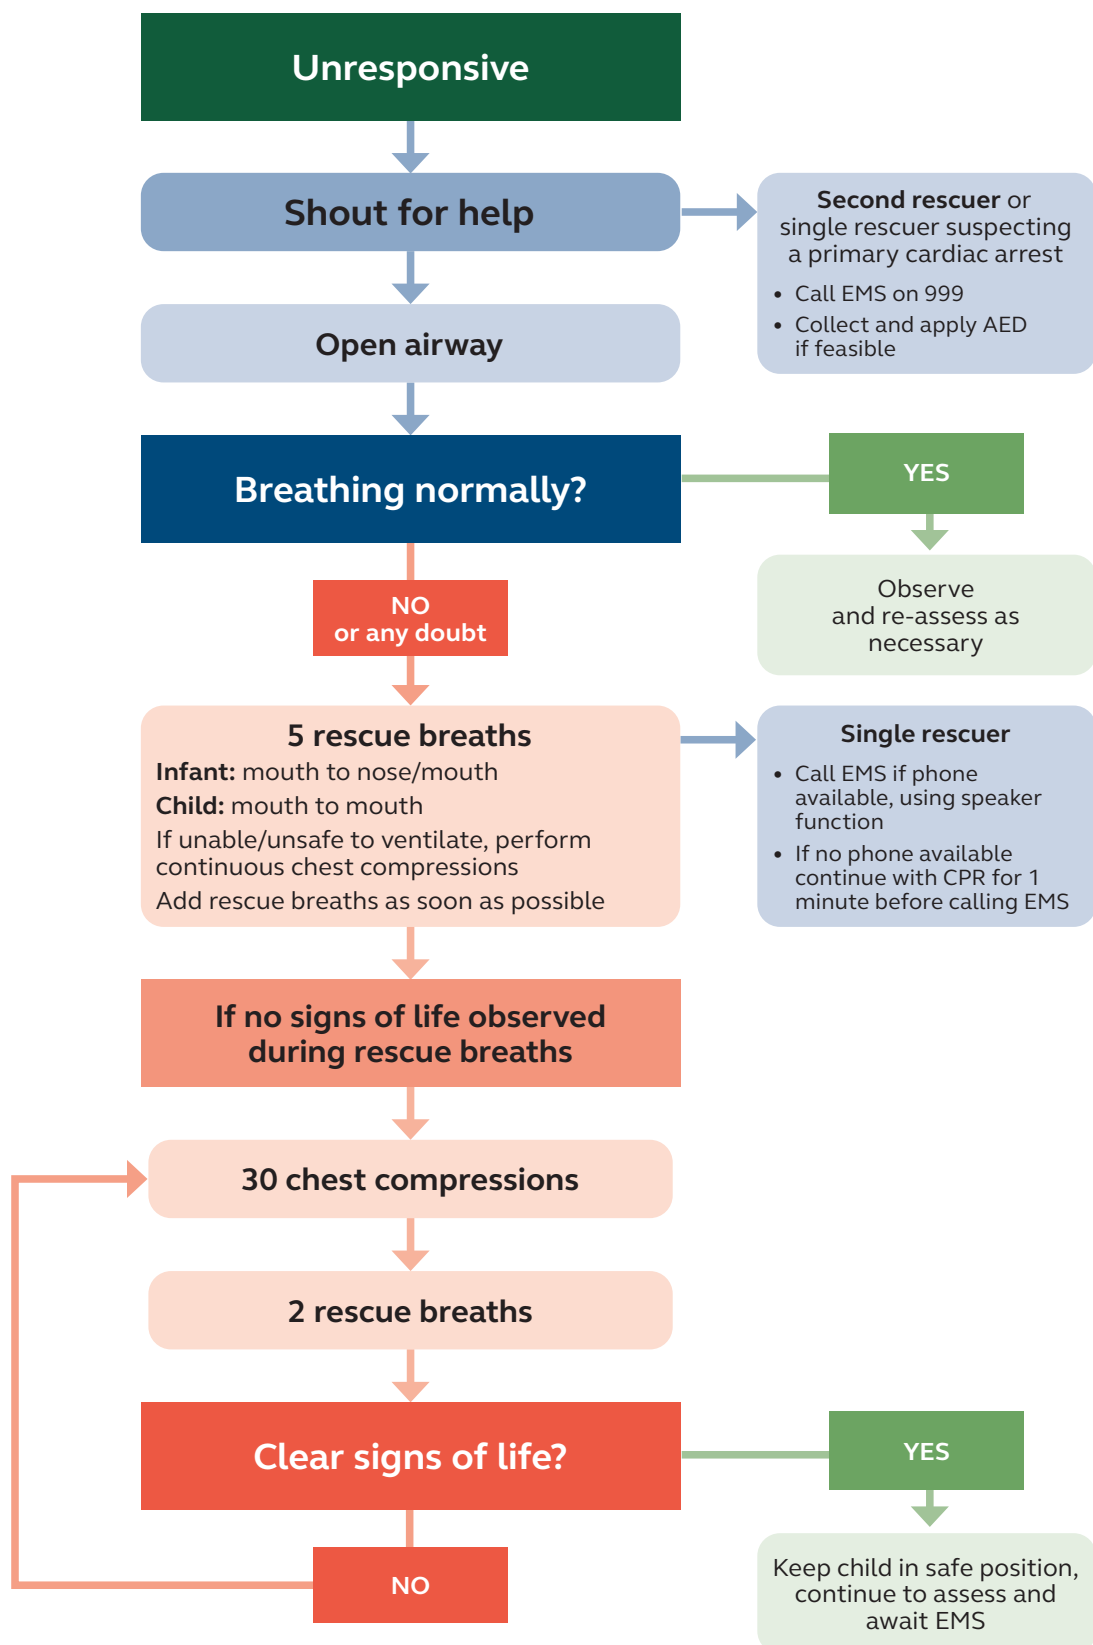 Unresponsive
Shout for help
Second rescuer or
single rescuer suspecting
a primary cardiac arrest
• Call EMS on 999
• Collect and apply AED
if feasible
Open airway
Breathing normally?
YES
Observe
and re-assess as
necessary
NO
or any doubt
5 rescue breaths
Infant: mouth to nose/mouth
Child: mouth to mouth
If unable/unsafe to ventilate, perform
continuous chest compressions
Add rescue breaths as soon as possible
Single rescuer
• Call EMS if phone
available, using speaker
function
• If no phone available
continue with CPR for 1
minute before calling EMS
If no signs of life observed
during rescue breaths
30 chest compressions
2 rescue breaths
Clear signs of life?
YES
Keep child in safe position,
continue to assess and
await EMS
NO